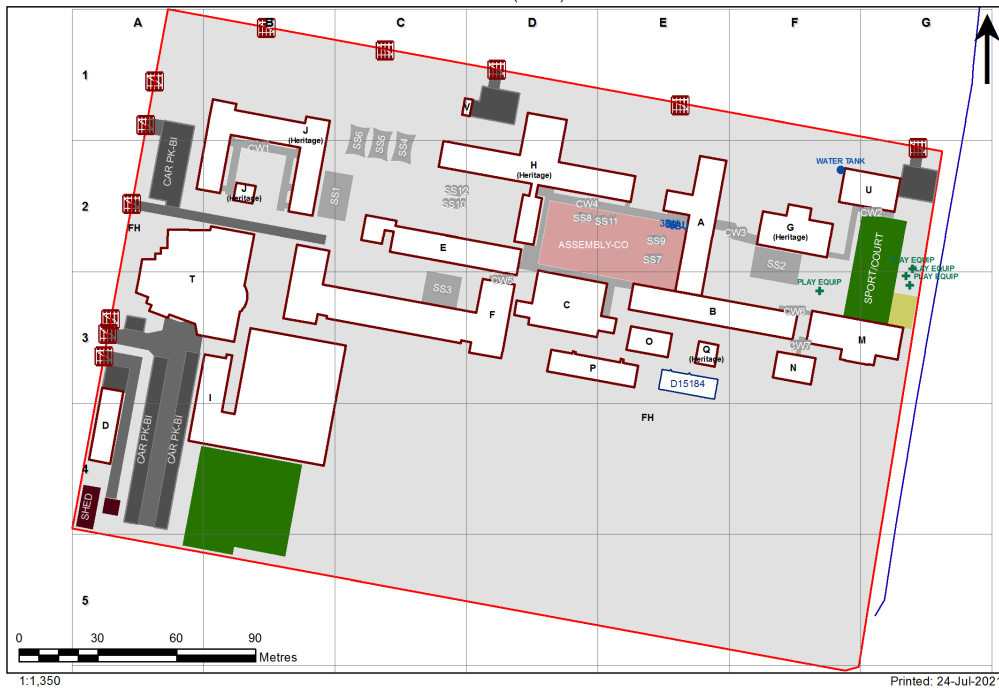 A
B
C
D
E
F
G
1
V
CAR PK-BI
J
(Heritage)
CW1
SS6
SS5
SS4
WATER TANK
H
(Heritage)
J
(Heritage)
SS1
SS12
SS10
U
2
FH
CW4
SS8
SS11
A
CW3
G
(Heritage)
CW2
ASSEMBLY-CO
SS9
SS7
E
SS2
SPORT/COURT
PLAY EQUIP
PLAY EQUIP
PLAY EQUIP
PLAY EQUIP
T
SS3
F
C
B
3
O
Q
(Heritage)
CW7
M
N
P
D15184
I
FH
D
CAR PK-BI
CAR PK-BI
4
SHED
5
0
30
60
90
Metres
1:1,350
Printed: 24-Jul-202